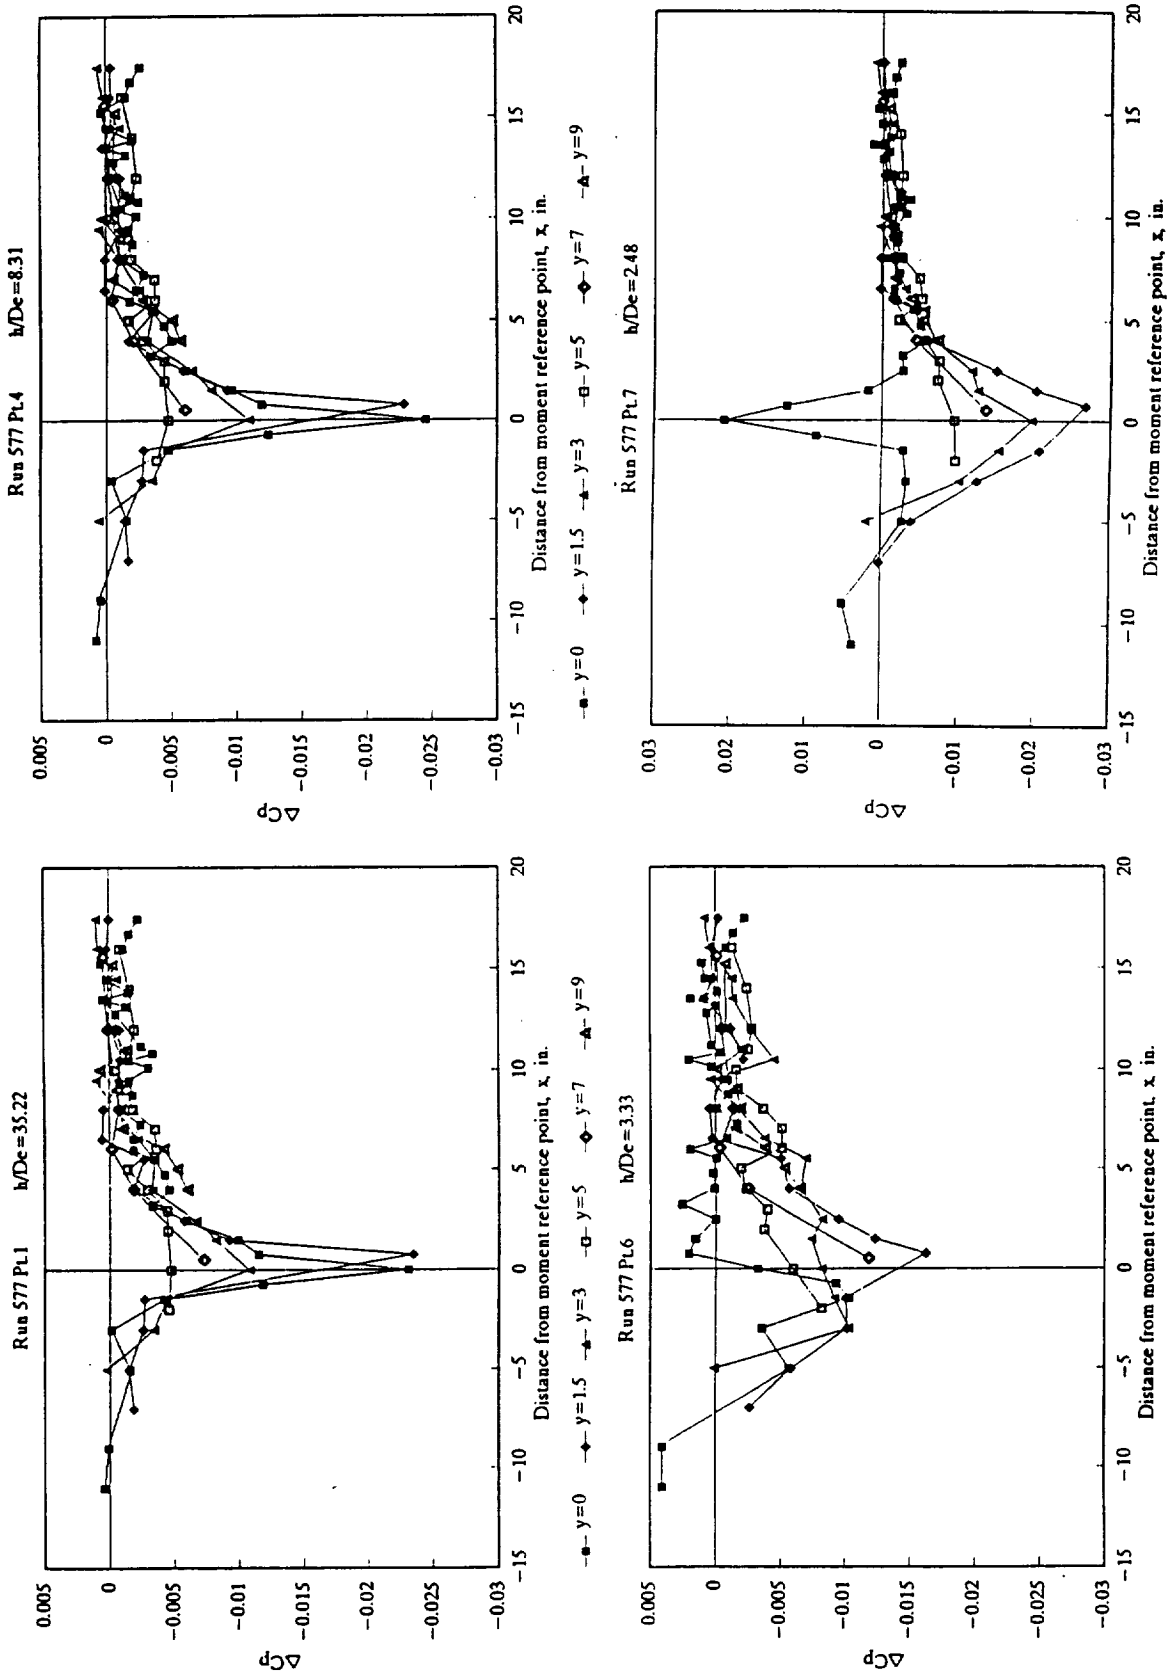 Run 577 Pt.1 h/De=35.22
0.005
0
−0.005
−0.01
−0.015
−0.02
−0.025
−0.03
ΔCp
−15 −10 −5 0 5 10 15 20
Distance from moment reference point, x, in.
y=0 y=1.5 y=3 y=5 y=7 y=9
Run 577 Pt.4 h/De=8.31
0.005
0
−0.005
−0.01
−0.015
−0.02
−0.025
−0.03
ΔCp
−15 −10 −5 0 5 10 15 20
Distance from moment reference point, x, in.
y=0 y=1.5 y=3 y=5 y=7 y=9
Run 577 Pt.6 h/De=3.33
0.005
0
−0.005
−0.01
−0.015
−0.02
−0.025
−0.03
ΔCp
−15 −10 −5 0 5 10 15 20
Distance from moment reference point, x, in.
Run 577 Pt.7 h/De=2.48
0.03
0.02
0.01
0
−0.01
−0.02
−0.03
ΔCp
−15 −10 −5 0 5 10 15 20
Distance from moment reference point, x, in.